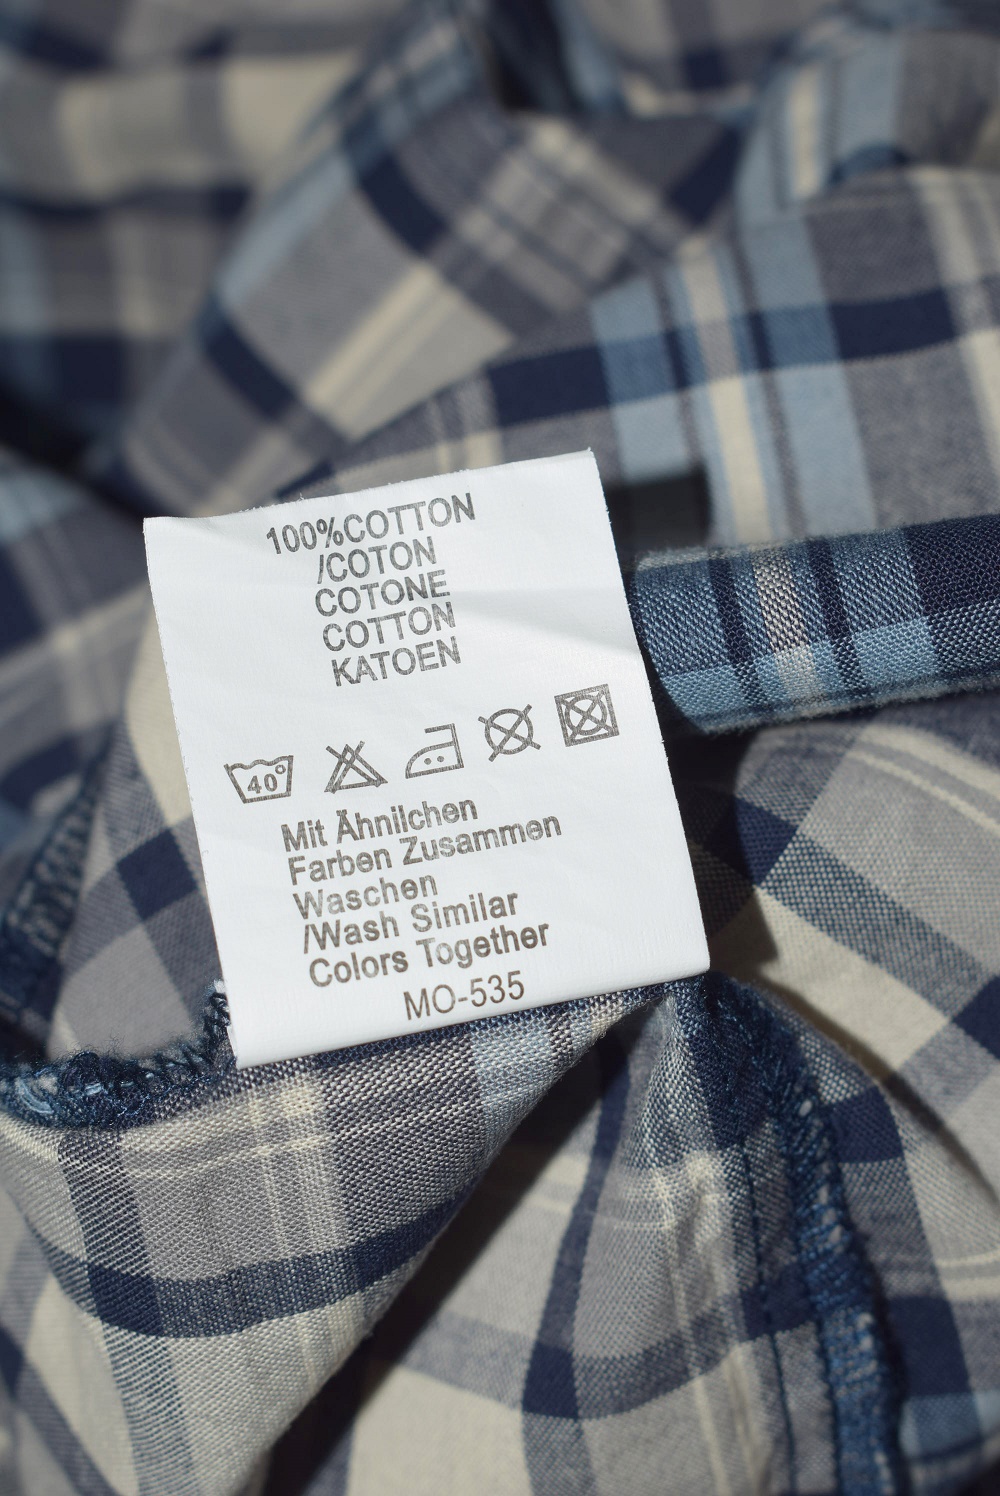 100%COTTON
/COTON
COTONE
COTTON
KATOEN
40°
Mit Ähnilchen
Farben Zusammen
Waschen
/Wash Similar
Colors Together
MO-535